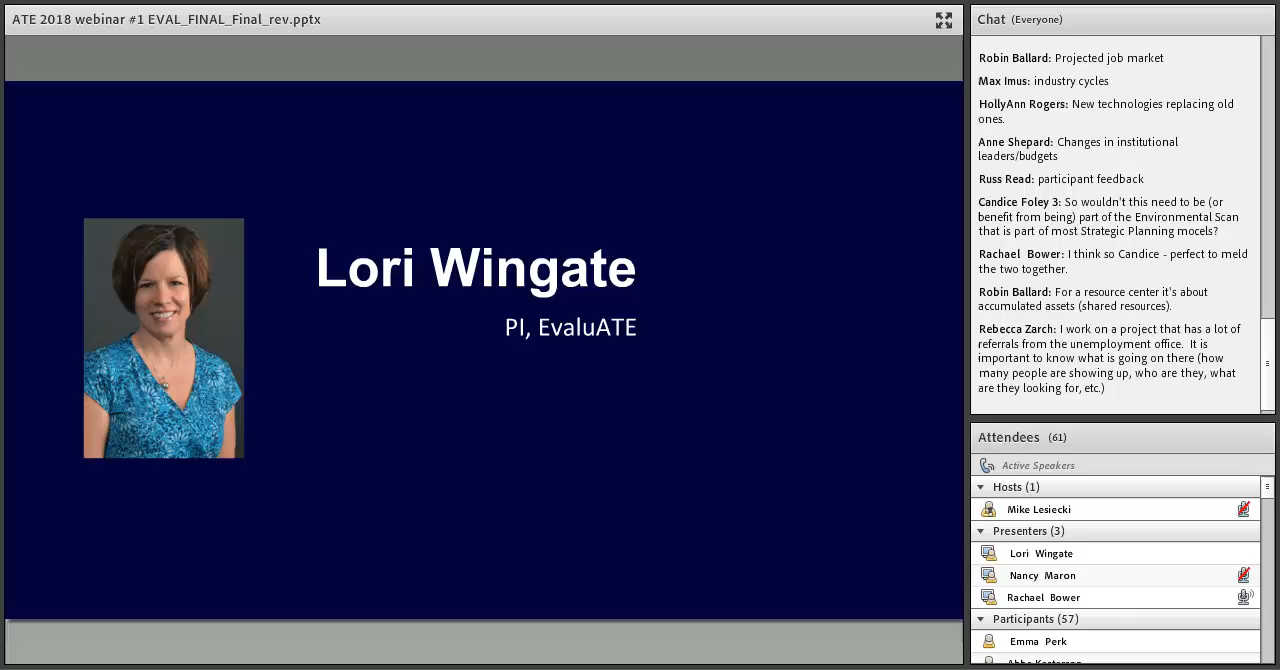 ATE 2018 webinar #1 EVAL_FINAL_Final_rev.pptx
Lori Wingate
PI, EvaluATE
Chat (Everyone)
Robin Ballard: Projected job market
Max Imus: industry cycles
HollyAnn Rogers: New technologies replacing old
ones.
Anne Shepard: Changes in institutional
leaders/budgets
Russ Read: participant feedback
Candice Foley 3: So wouldn't this need to be (or
benefit from being) part of the Environmental Scan
that is part of most Strategic Planning mocels?
Rachael Bower: I think so Candice - perfect to meld
the two together.
Robin Ballard: For a resource center it's about
accumulated assets (shared resources).
Rebecca Zarch: I work on a project that has a lot of
referrals from the unemployment office. It is
important to know what is going on there (how
many people are showing up, who are they, what
are they looking for, etc.)
Attendees (61)
Active Speakers
Hosts (1)
Mike Lesiecki
Presenters (3)
Lori Wingate
Nancy Maron
Rachael Bower
Participants (57)
Emma Perk